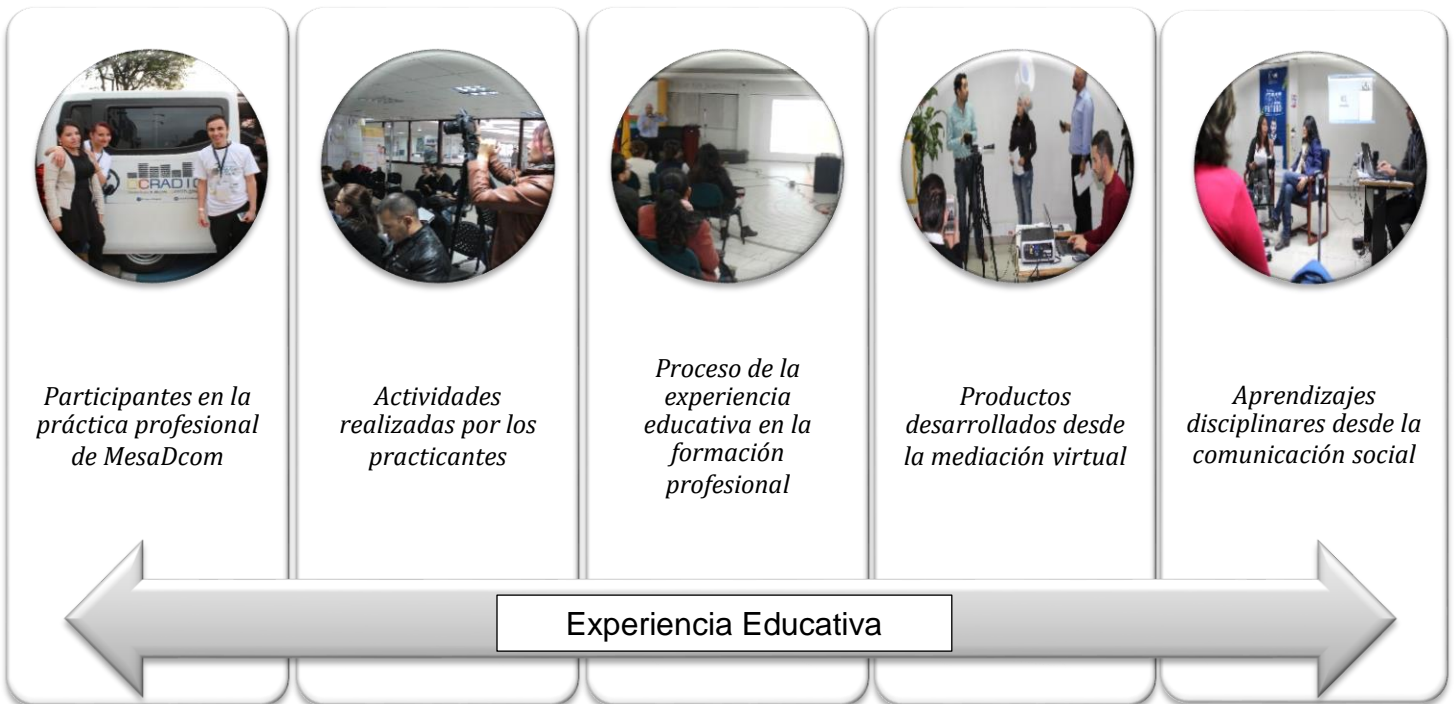 DCRADIO
Participantes en la
práctica profesional
de MesaDcom
Actividades
realizadas por los
practicantes
Proceso de la
experiencia
educativa en la
formación
profesional
Productos
desarrollados desde
la mediación virtual
Aprendizajes
disciplinares desde la
comunicación social
Experiencia Educativa